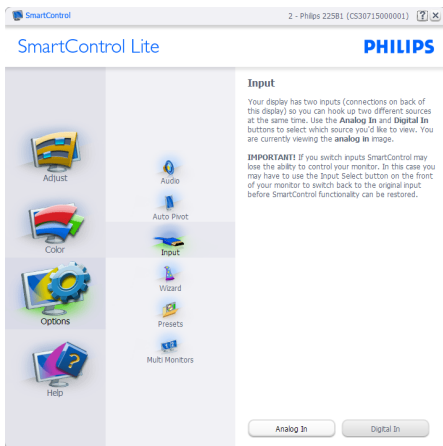 SmartControl
2 - Philips 225B1 (CS30715000001)
SmartControl Lite
PHILIPS
Adjust
Color
Options
Help
Audio
Auto Pivot
Input
Wizard
Presets
Multi Monitors
Input
Your display has two inputs (connections on back of
this display) so you can hook up two different sources
at the same time. Use the Analog In and Digital In
buttons to select which source you'd like to view. You
are currently viewing the analog in image.
IMPORTANT! If you switch inputs SmartControl may
lose the ability to control your monitor. In this case you
may have to use the Input Select button on the front
of your monitor to switch back to the original input
before SmartControl functionality can be restored.
Analog In
Digital In